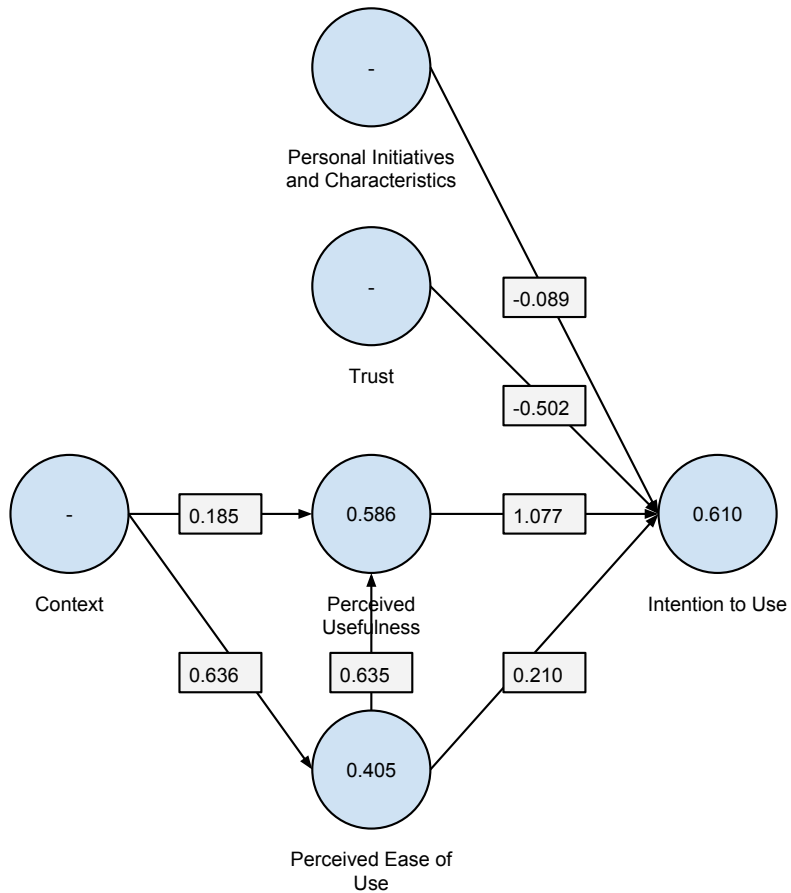 -
Personal Initiatives
and Characteristics
-0.089
-
Trust
-0.502
-
Context
0.185
0.586
Perceived
Usefulness
1.077
0.610
Intention to Use
0.636
0.635
0.210
0.405
Perceived Ease of
Use